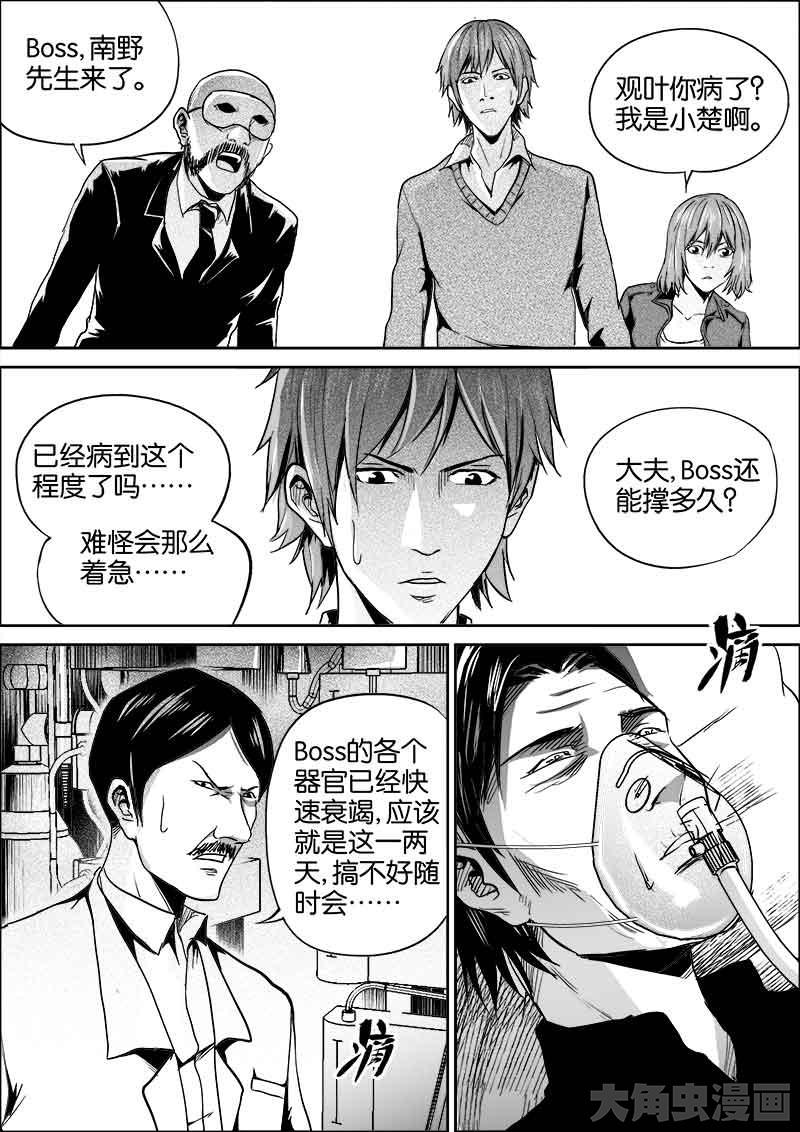 Boss,南野
先生来了。
观叶你病了?
我是小楚啊。
已经病到这个
程度了吗……
难怪会那么
着急……
大夫,Boss还
能撑多久?
滴
Boss的各个
器官已经快
速衰竭,应该
就是这一两
天,搞不好随
时会……
滴
大角虫漫画